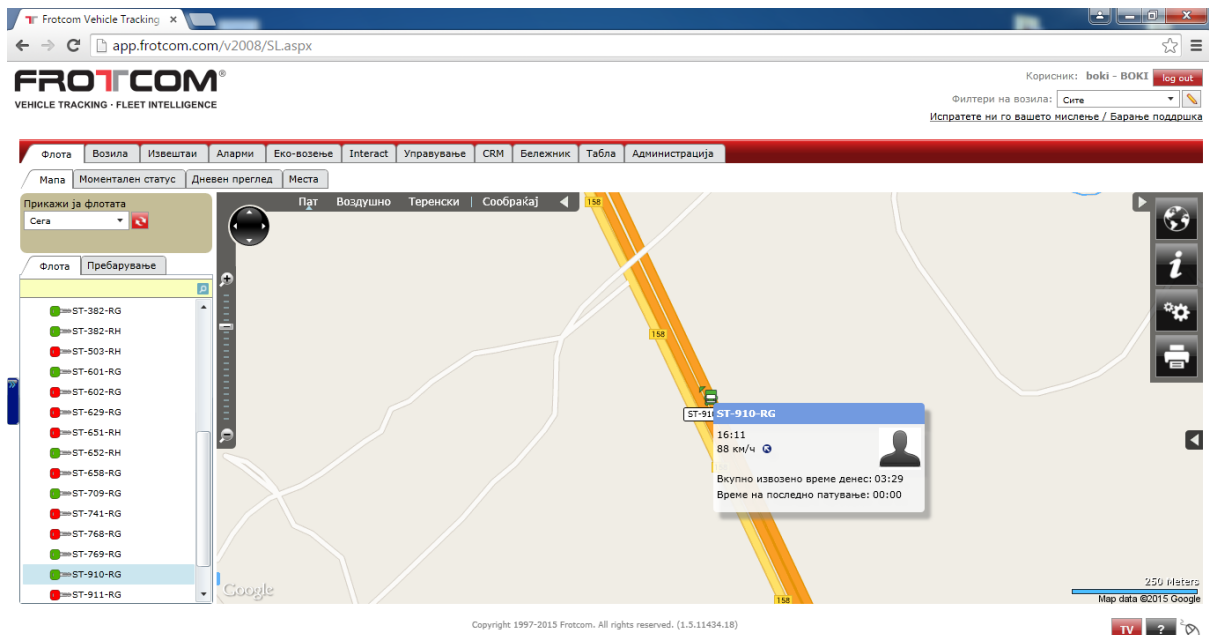 Frotcom Vehicle Tracking
app.frotcom.com/v2008/SL.aspx
FROTCOM®
VEHICLE TRACKING · FLEET INTELLIGENCE
Корисник: boki - BOKI log out
Филтери на возила: Сите
Испратете ни го вашето мислење / Барање поддршка
Флота Возила Извештаи Аларми Еко-возење Interact Управување CRM Бележник Табла Администрација
Мапа Моментален статус Дневен преглед Места
Прикажи ја флотата
Сега
Пат Воздушно Теренски | Сообраќај
Флота Пребарување
ST-382-RG
ST-382-RH
ST-503-RH
ST-601-RG
ST-602-RG
ST-629-RG
ST-651-RH
ST-652-RH
ST-658-RG
ST-709-RG
ST-741-RG
ST-768-RG
ST-769-RG
ST-910-RG
ST-911-RG
158
158
ST-91
ST-910-RG
16:11
88 км/ч
Вкупно извозено време денес: 03:29
Време на последно патување: 00:00
158
Google
250 Meters
Map data ©2015 Google
Copyright 1997-2015 Frotcom. All rights reserved. (1.5.11434.18)
TV ?